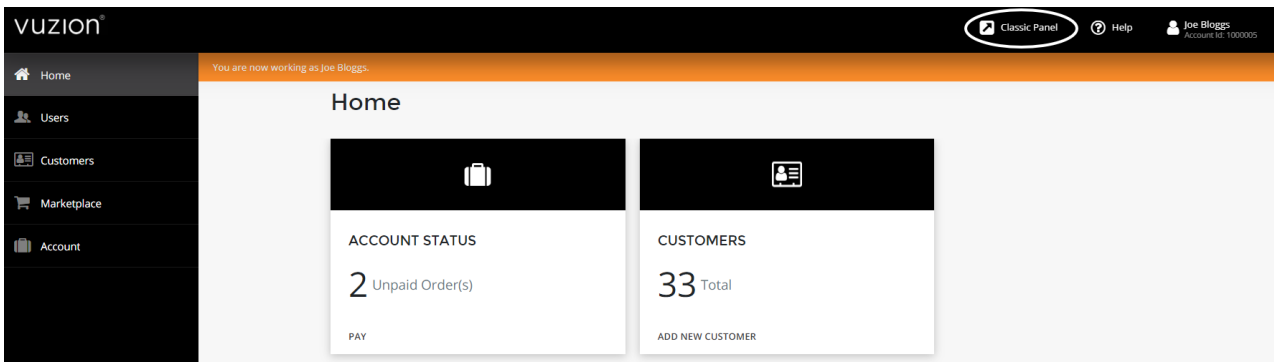 vuzion®
Classic Panel
Help
Joe Bloggs
Account Id: 1000005
Home
Users
Customers
Marketplace
Account
You are now working as Joe Bloggs.
Home
ACCOUNT STATUS
2 Unpaid Order(s)
PAY
CUSTOMERS
33 Total
ADD NEW CUSTOMER